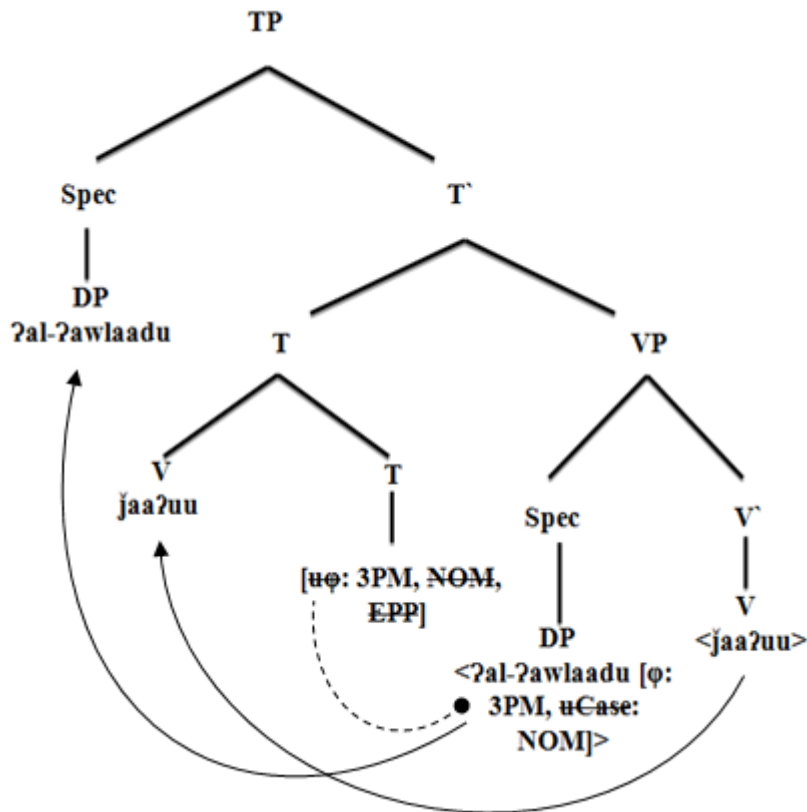 TP
Spec
T`
DP
ʔal-ʔawlaadu
T
VP
V
ǰaaʔuu
T
Spec
V`
[uφ: 3PM, NOM,
EPP]
V
<ǰaaʔuu>
DP
<ʔal-ʔawlaadu [φ:
3PM, uCase:
NOM]>